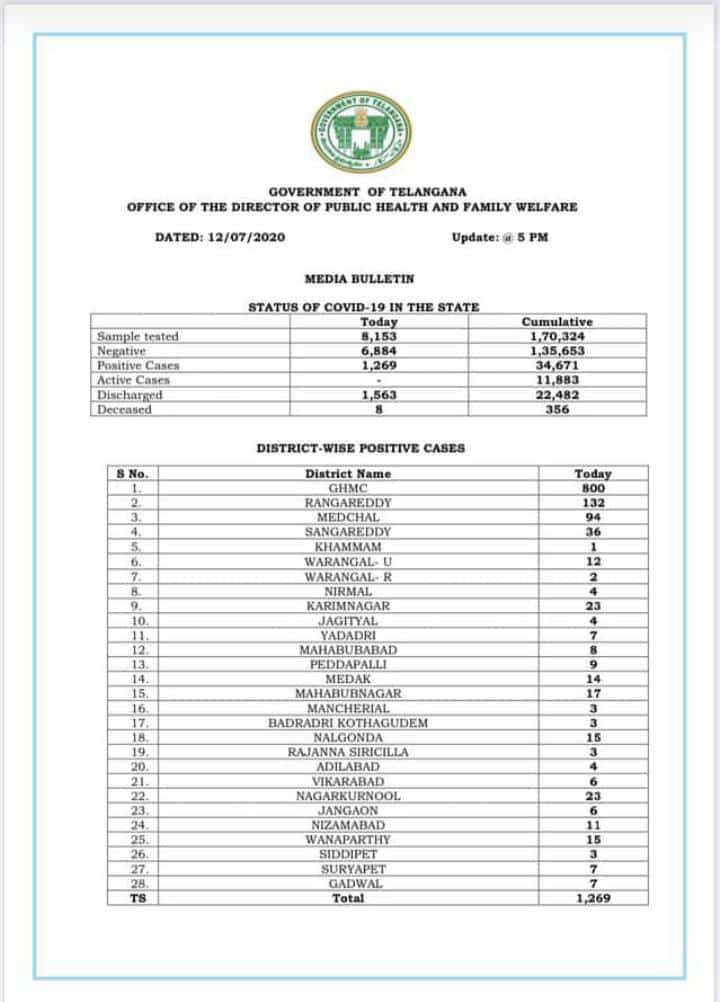 GOVERNMENT OF TELANGANA
GOVERNMENT OF TELANGANA
OFFICE OF THE DIRECTOR OF PUBLIC HEALTH AND FAMILY WELFARE
DATED: 12/07/2020 Update: @ 5 PM
MEDIA BULLETIN
STATUS OF COVID-19 IN THE STATE
Today Cumulative
Sample tested 8,153 1,70,324
Negative 6,884 1,35,653
Positive Cases 1,269 34,671
Active Cases - 11,883
Discharged 1,563 22,482
Deceased 8 356
DISTRICT-WISE POSITIVE CASES
S No. District Name Today
1. GHMC 800
2. RANGAREDDY 132
3. MEDCHAL 94
4. SANGAREDDY 36
5. KHAMMAM 1
6. WARANGAL- U 12
7. WARANGAL- R 2
8. NIRMAL 4
9. KARIMNAGAR 23
10. JAGITYAL 4
11. YADADRI 7
12. MAHABUBABAD 8
13. PEDDAPALLI 9
14. MEDAK 14
15. MAHABUBNAGAR 17
16. MANCHERIAL 3
17. BADRADRI KOTHAGUDEM 3
18. NALGONDA 15
19. RAJANNA SIRICILLA 3
20. ADILABAD 4
21. VIKARABAD 6
22. NAGARKURNOOL 23
23. JANGAON 6
24. NIZAMABAD 11
25. WANAPARTHY 15
26. SIDDIPET 3
27. SURYAPET 7
28. GADWAL 7
TS Total 1,269